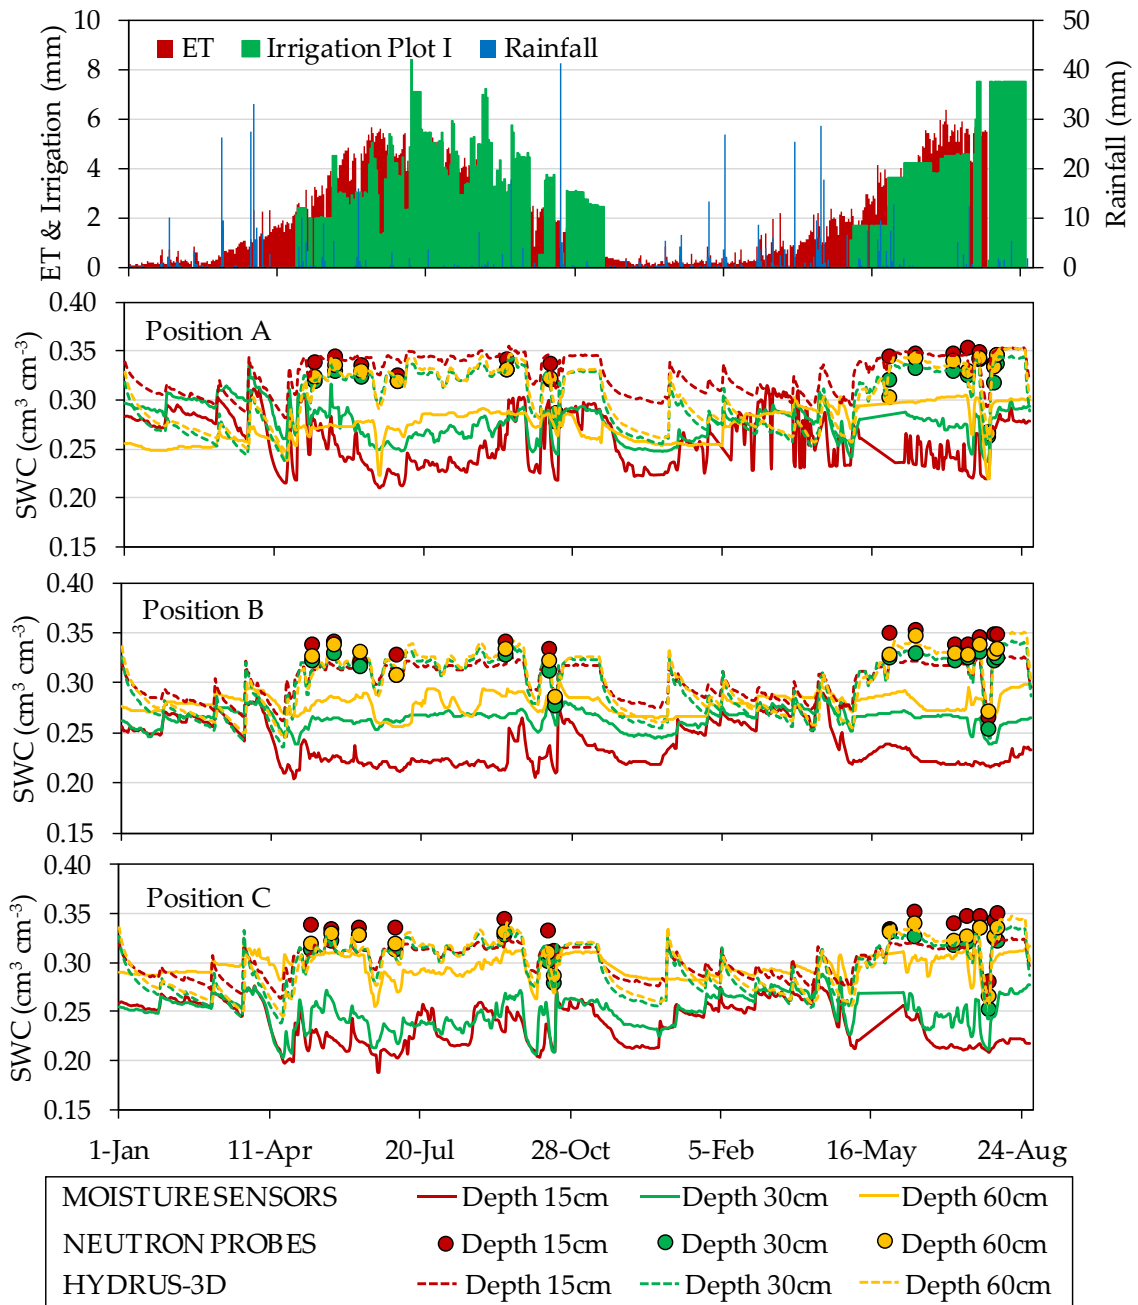 ET & Irrigation (mm)
10
8
6
4
2
0
ET Irrigation Plot I Rainfall
50
40
30
20
10
0
Rainfall (mm)
SWC (cm³ cm⁻³)
0.40
0.35
0.30
0.25
0.20
0.15
Position A
SWC (cm³ cm⁻³)
0.40
0.35
0.30
0.25
0.20
0.15
Position B
SWC (cm³ cm⁻³)
0.40
0.35
0.30
0.25
0.20
0.15
Position C
1-Jan 11-Apr 20-Jul 28-Oct 5-Feb 16-May 24-Aug
MOISTURE SENSORS Depth 15cm Depth 30cm Depth 60cm
NEUTRON PROBES Depth 15cm Depth 30cm Depth 60cm
HYDRUS-3D Depth 15cm Depth 30cm Depth 60cm